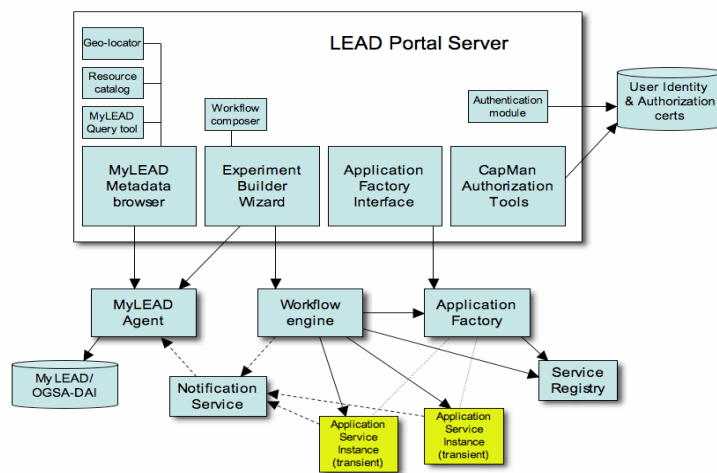 LEAD Portal Server
Geo-locator
Resource
catalog
MyLEAD
Query tool
Workflow
composer
Authentication
module
User Identity
& Authorization
certs
MyLEAD
Metadata
browser
Experiment
Builder
Wizard
Application
Factory
Interface
CapMan
Authorization
Tools
MyLEAD
Agent
Workflow
engine
Application
Factory
My LEAD/
OGSA-DAI
Notification
Service
Service
Registry
Application
Service
Instance
(transient)
Application
Service
Instance
(transient)